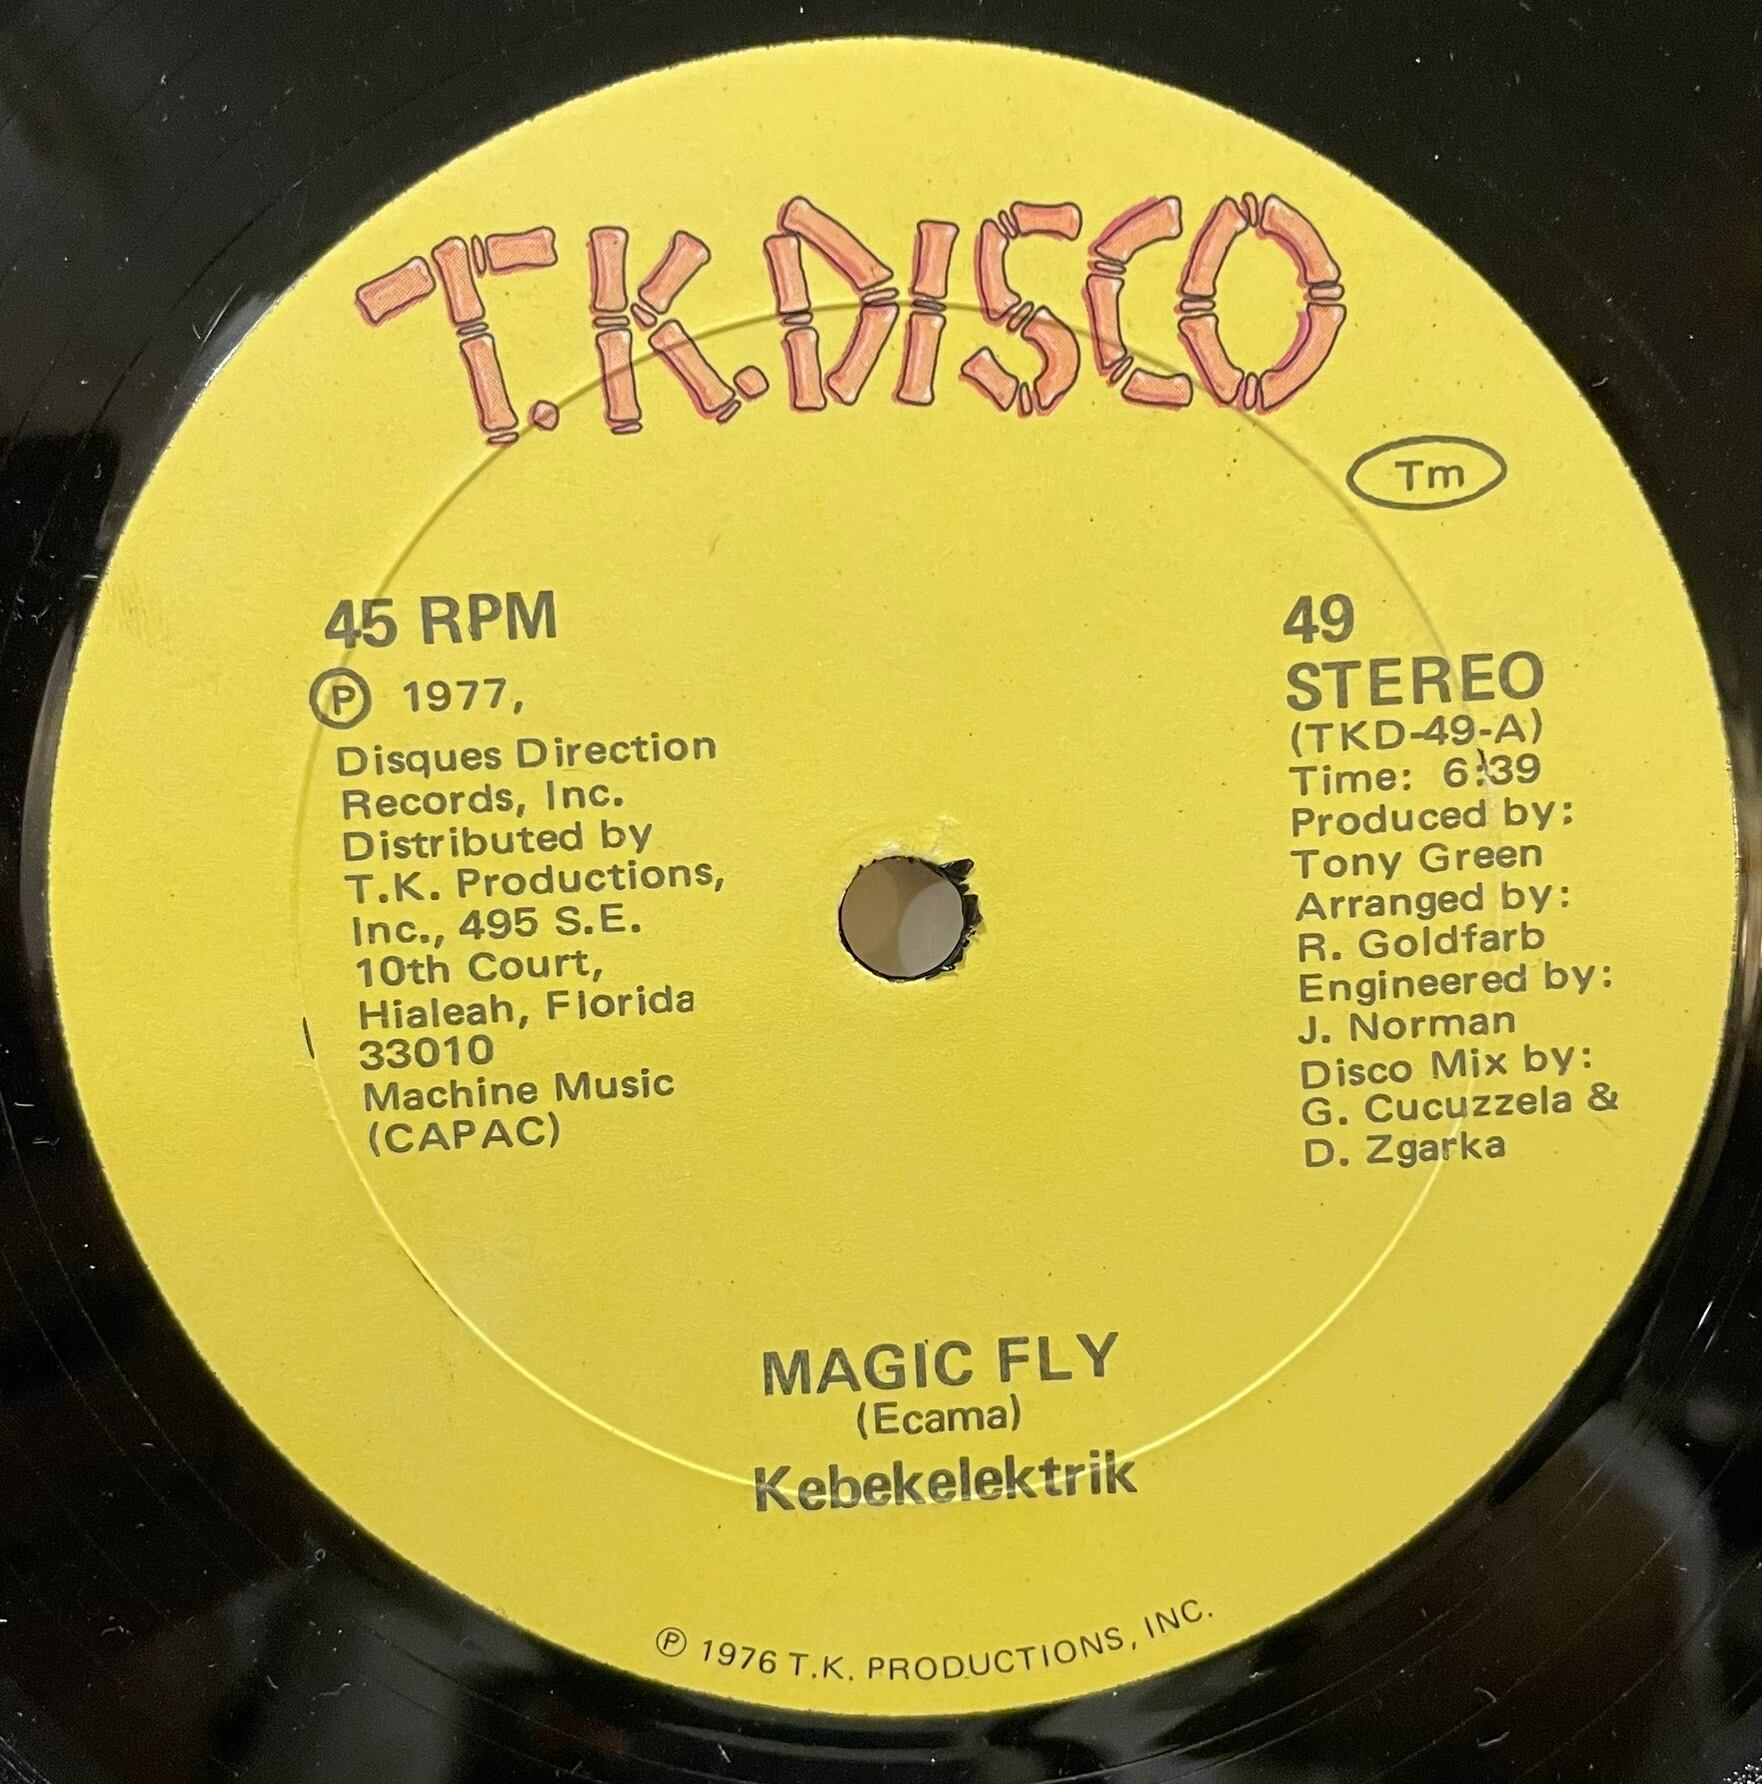 T.K.DISCO
Tm
45 RPM
Ⓟ 1977,
Disques Direction
Records, Inc.
Distributed by
T.K. Productions,
Inc., 495 S.E.
10th Court,
Hialeah, Florida
33010
Machine Music
(CAPAC)
49
STEREO
(TKD-49-A)
Time: 6:39
Produced by:
Tony Green
Arranged by:
R. Goldfarb
Engineered by:
J. Norman
Disco Mix by:
G. Cucuzzela &
D. Zgarka
MAGIC FLY
(Ecama)
Kebekelektrik
Ⓟ 1976 T.K. PRODUCTIONS, INC.